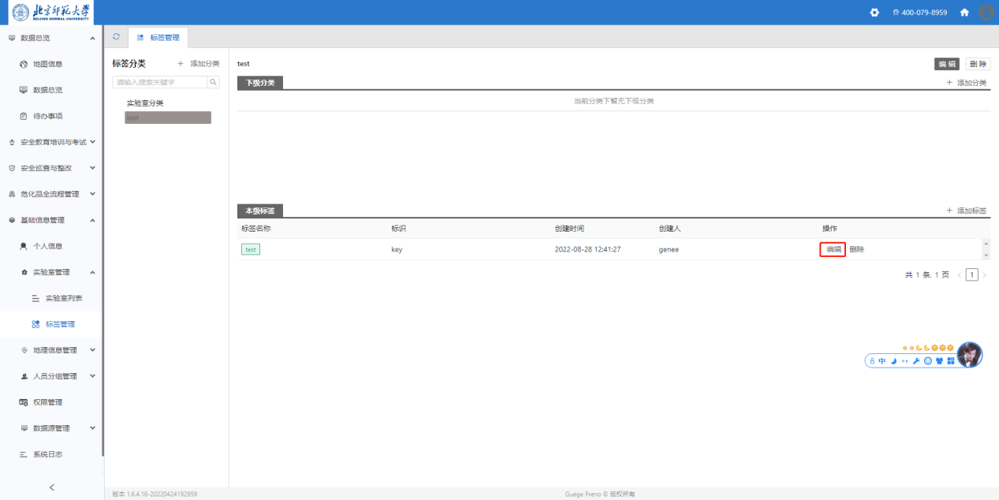 北京师范大学
BEIJING NORMAL UNIVERSITY
400-079-8959
数据总览
地图信息
数据总览
待办事项
安全教育培训与考试
安全巡查与整改
危化品全流程管理
基础信息管理
个人信息
实验室管理
实验室列表
标签管理
地理信息管理
人员分组管理
权限管理
数据源管理
系统日志
标签管理
标签分类 + 添加分类
请输入搜索关键字
实验室分类
test
test 编辑 删除
下级分类 + 添加分类
当前分类下暂无下级分类
本级标签 + 添加标签
标签名称 标识 创建时间 创建人 操作
test key 2022-08-28 12:41:27 genee 编辑 删除
共 1 条, 1 页 < 1 >
中
版本 1.6.4.16-20220424192959 Guege Preno © 版权所有